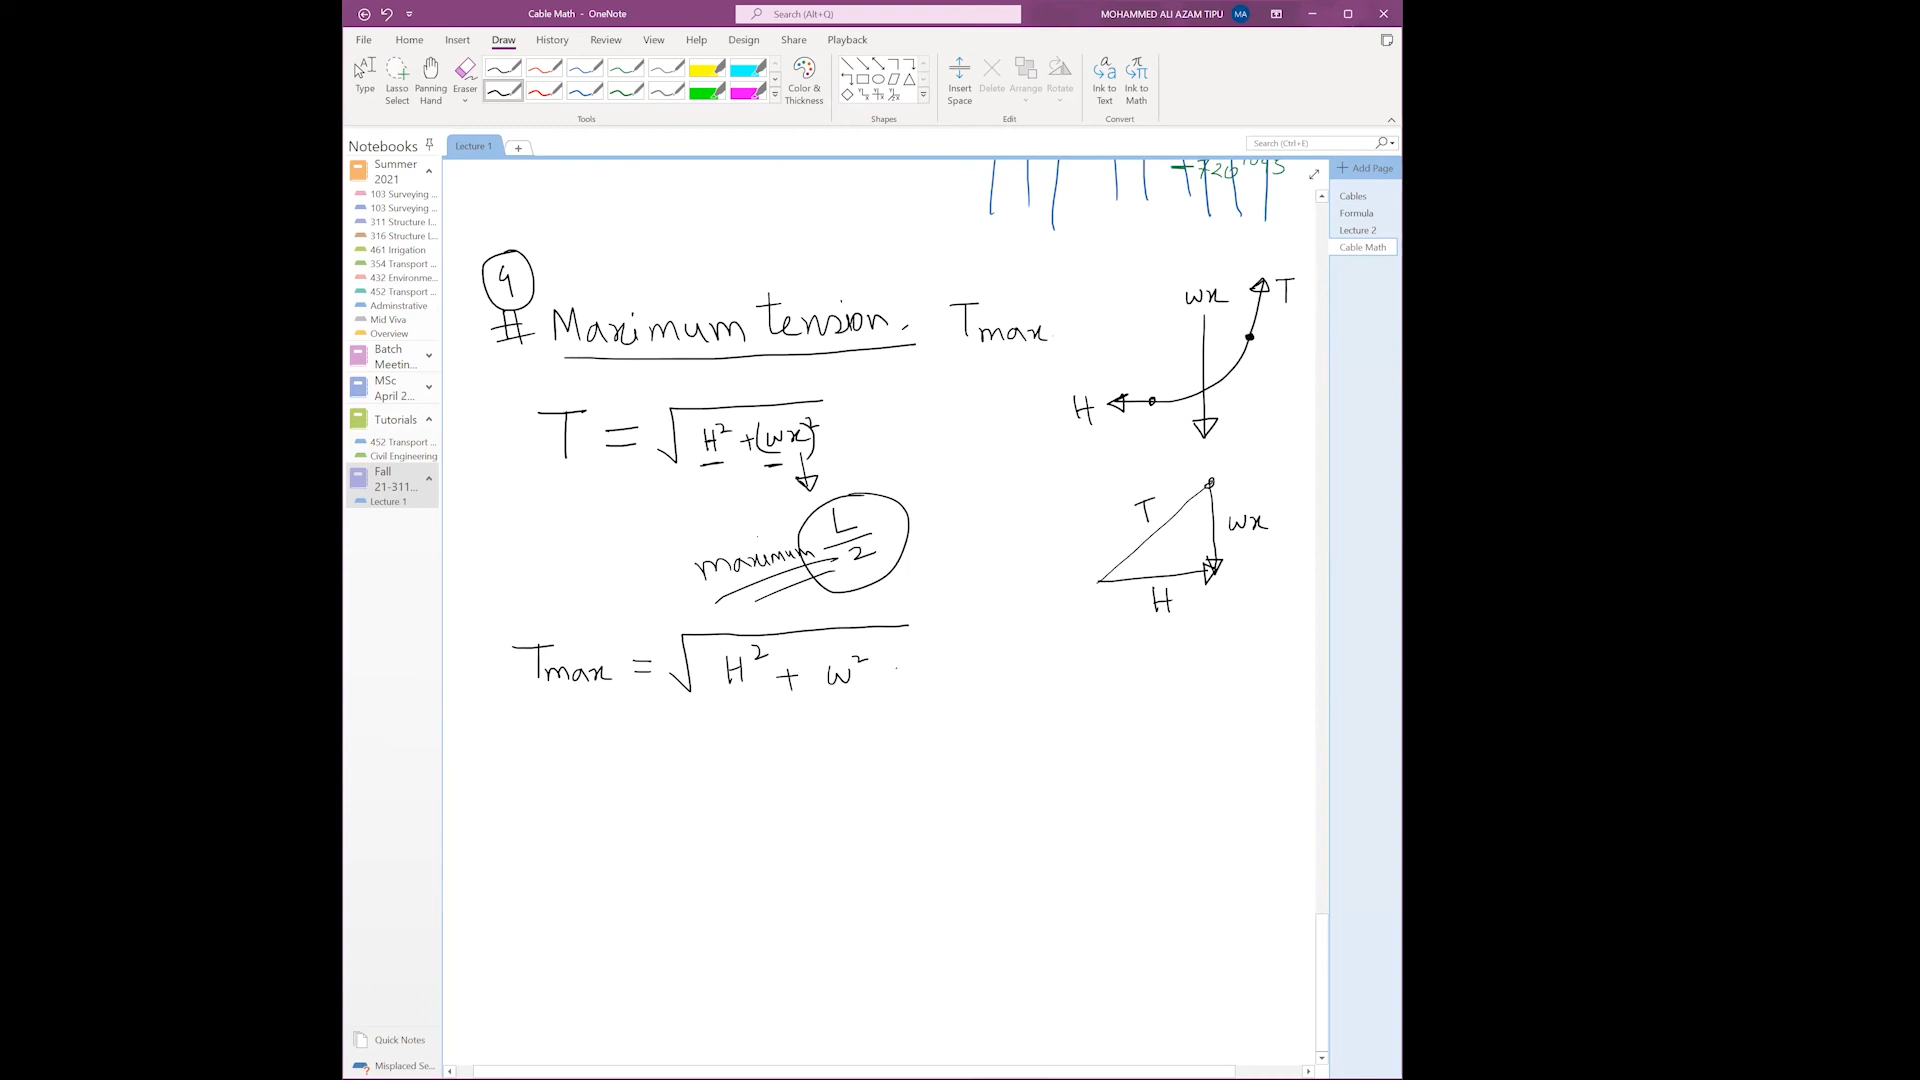 Cable Math - OneNote
Search (Alt+Q)
MOHAMMED ALI AZAM TIPU MA
File Home Insert Draw History Review View Help Design Share Playback
Type
Lasso Select
Panning Hand
Eraser
Color & Thickness
Insert Space
Delete
Arrange
Rotate
Ink to Text
Ink to Math
Tools Shapes Edit Convert
Notebooks
Lecture 1
Search (Ctrl+E)
Summer 2021
103 Surveying ...
103 Surveying ...
311 Structure I...
316 Structure L...
461 Irrigation
354 Transport ...
432 Environme...
452 Transport ...
Adminstrative
Mid Viva
Overview
Batch Meetin...
MSc April 2...
Tutorials
452 Transport ...
Civil Engineering
Fall 21-311...
Lecture 1
Quick Notes
Misplaced Se...
Add Page
Cables
Formula
Lecture 2
Cable Math
-720
# Maximum tension. Tmax
T = √H² + (wx)²
maximum L/2
Tmax = √H² + w²
wx
T
H
T
wx
H